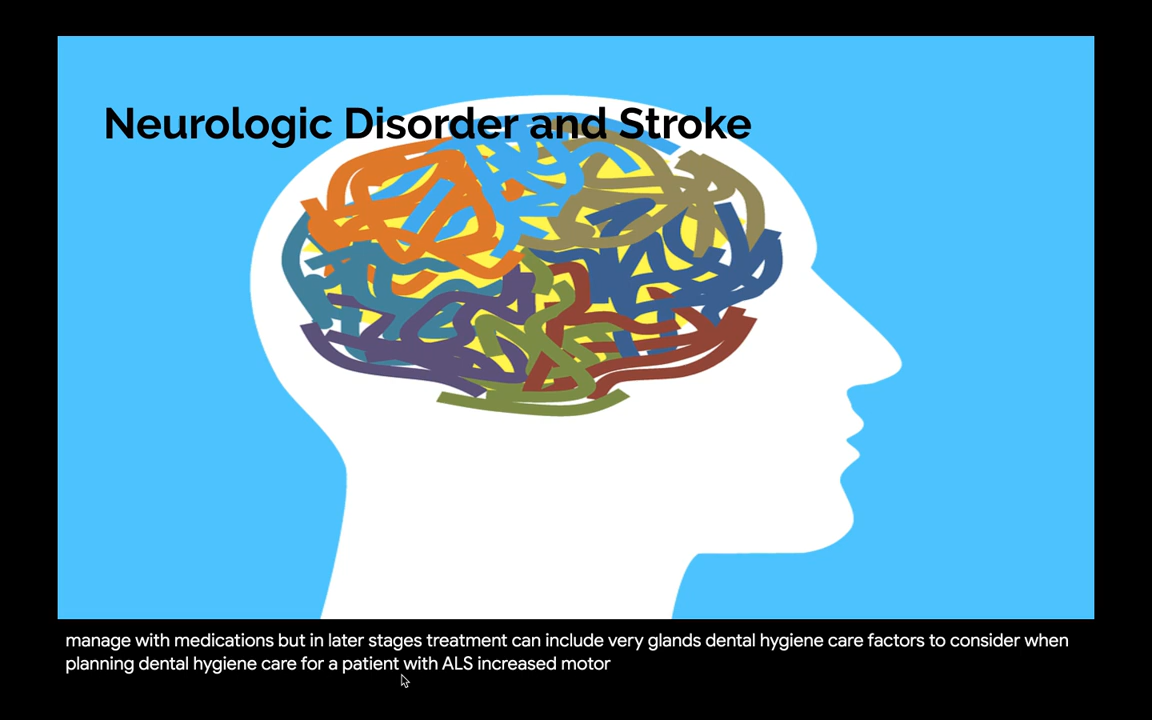 Neurologic Disorder and Stroke
manage with medications but in later stages treatment can include very glands dental hygiene care factors to consider when
planning dental hygiene care for a patient with ALS increased motor